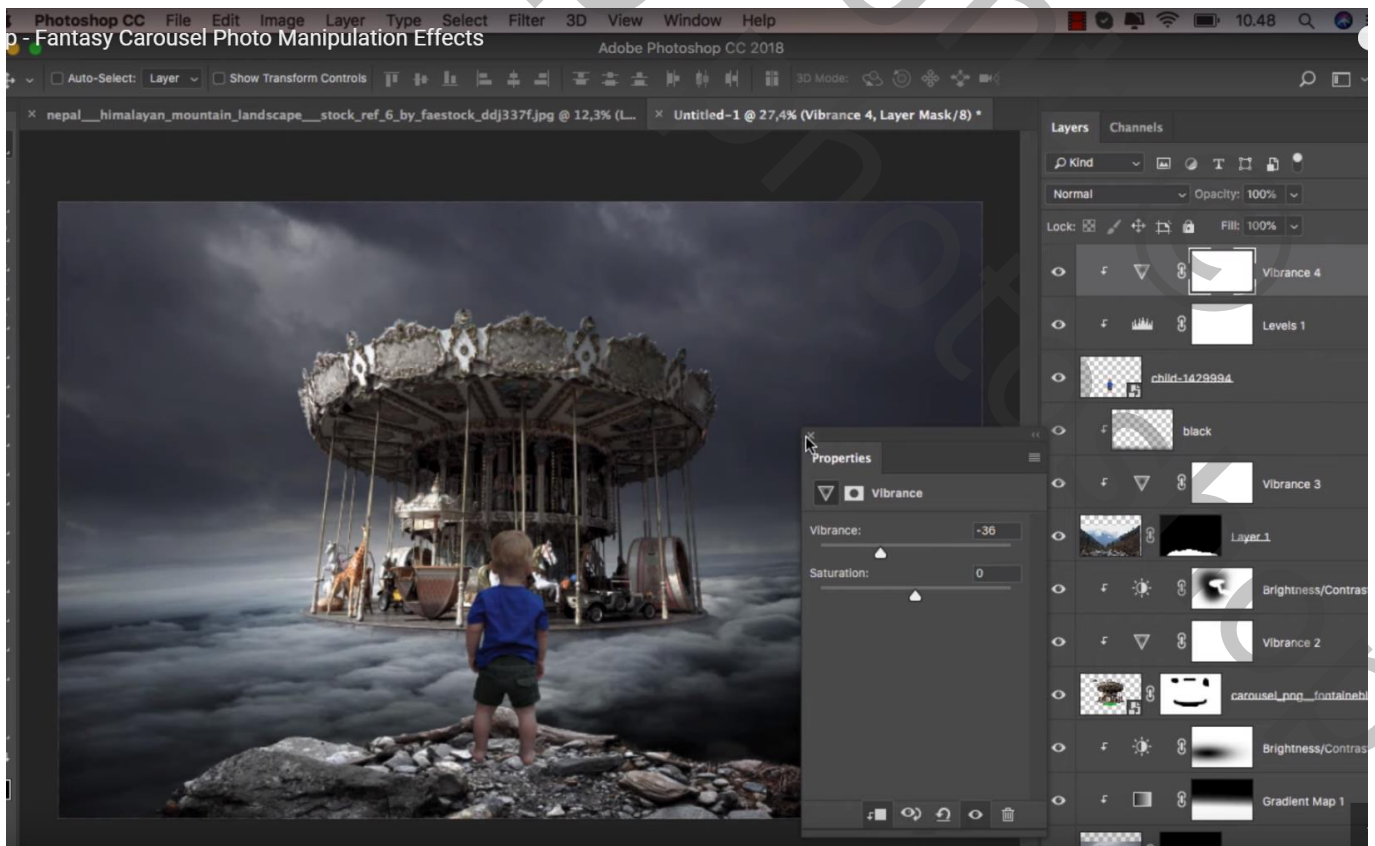 Photoshop CC File Edit Image Layer Type Select Filter 3D View Window Help 10.48
p - Fantasy Carousel Photo Manipulation Effects
Adobe Photoshop CC 2018
Auto-Select: Layer Show Transform Controls 3D Mode:
× nepal__himalayan_mountain_landscape__stock_ref_6_by_faestock_ddj337f.jpg @ 12,3% (L... × Untitled-1 @ 27,4% (Vibrance 4, Layer Mask/8) *
Layers Channels
Kind
Normal Opacity: 100%
Lock: Fill: 100%
Vibrance 4
Levels 1
child-1429994
black
Vibrance 3
Layer 1
Brightness/Contras
Vibrance 2
carousel_png__fontainebl
Brightness/Contras
Gradient Map 1
Properties
Vibrance
Vibrance: -36
Saturation: 0